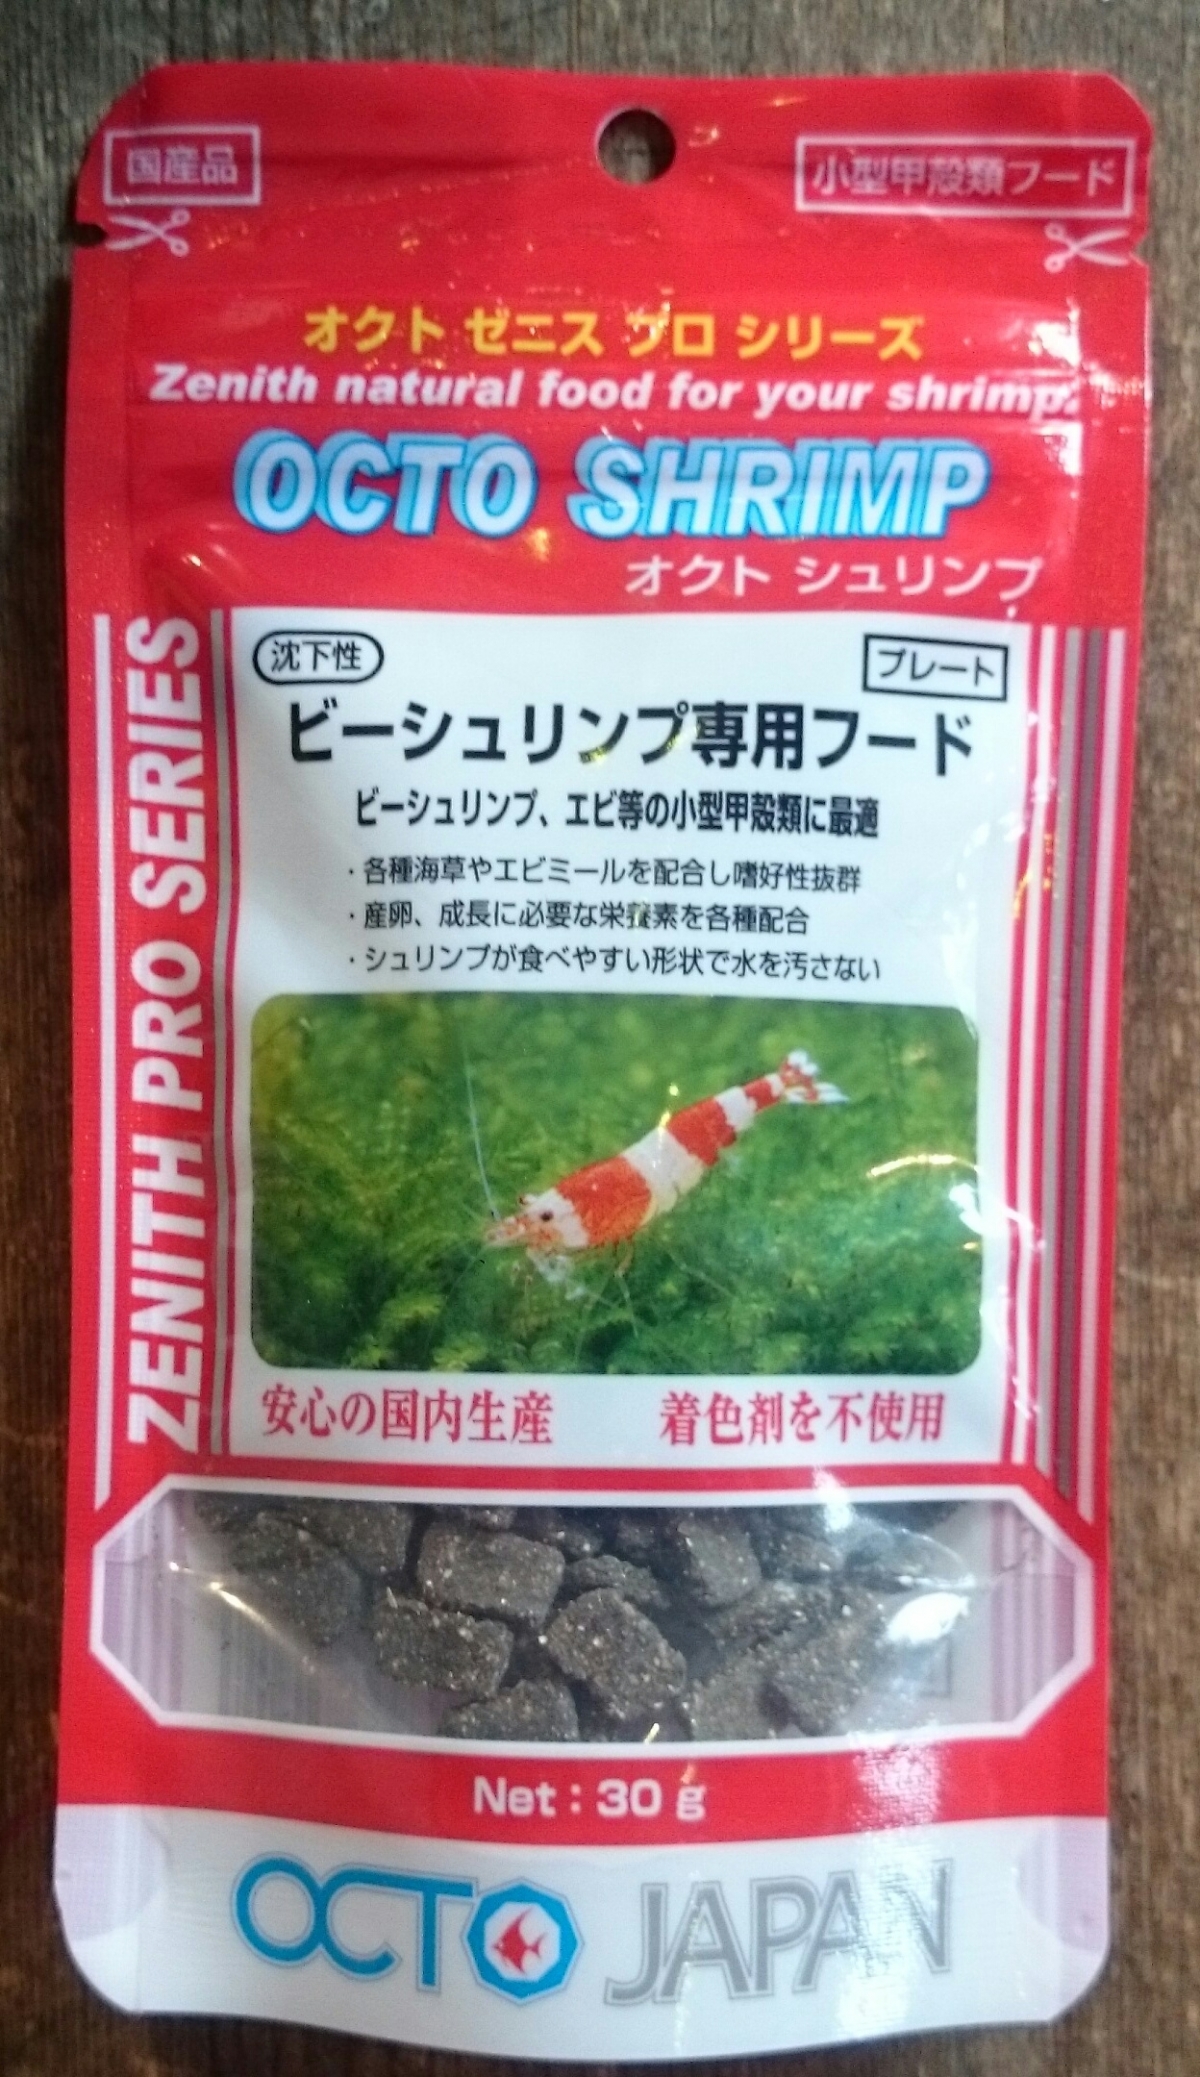 国産品
小型甲殻類フード
オクト ゼニス プロ シリーズ
Zenith natural food for your shrimp.
OCTO SHRIMP
オクト シュリンプ
ZENITH PRO SERIES
沈下性
プレート
ビーシュリンプ専用フード
ビーシュリンプ、エビ等の小型甲殻類に最適
・各種海草やエビミールを配合し嗜好性抜群
・産卵、成長に必要な栄養素を各種配合
・シュリンプが食べやすい形状で水を汚さない
安心の国内生産
着色剤を不使用
Net : 30 g
OCTO JAPAN